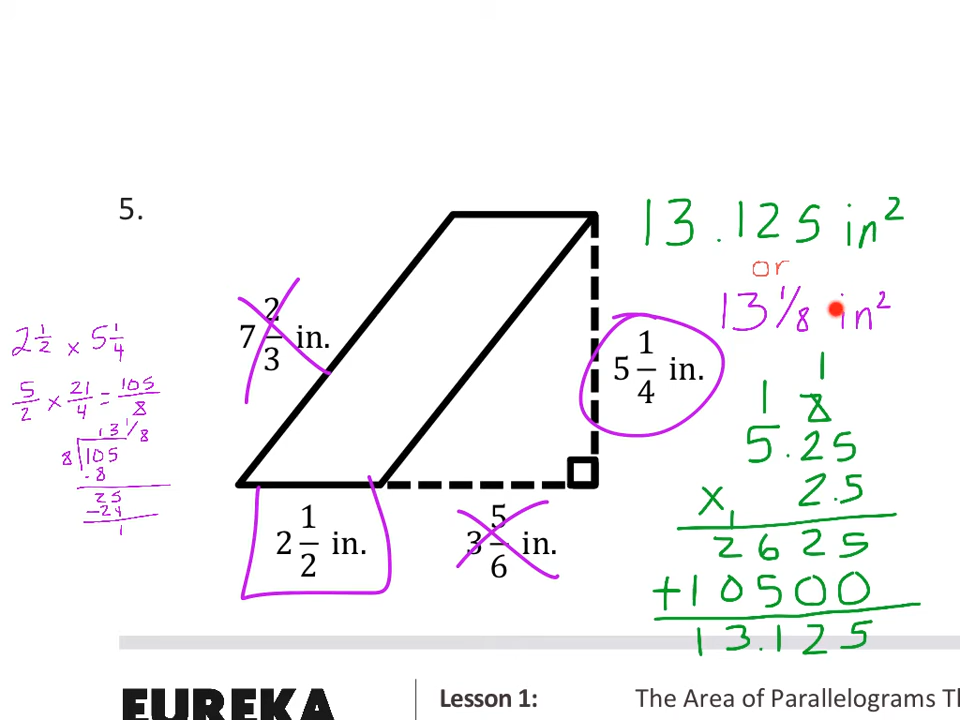 5.
13.125 in²
or
13 1/8 in²
7 2/3 in.
5 1/4 in.
2 1/2 in.
3 5/6 in.
2 1/2 x 5 1/4
5/2 x 21/4 = 105/8
13 1/8
8 105
-8
25
-24
1
1
1 8
5.25
x 2.5
1
2625
+10500
13.125
EUREKA
Lesson 1:
The Area of Parallelograms Th